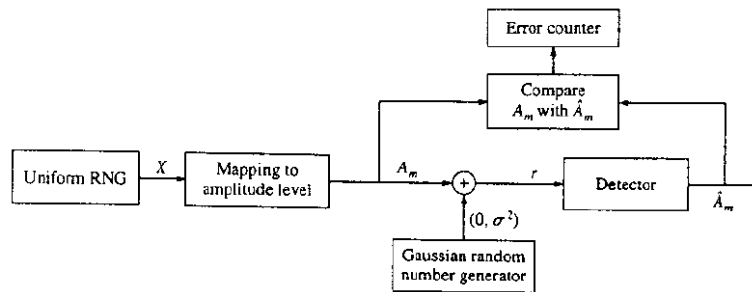 Error counter
Compare
A_m with Â_m
Uniform RNG
X
Mapping to
amplitude level
A_m
r
Detector
Â_m
(0, σ²)
Gaussian random
number generator